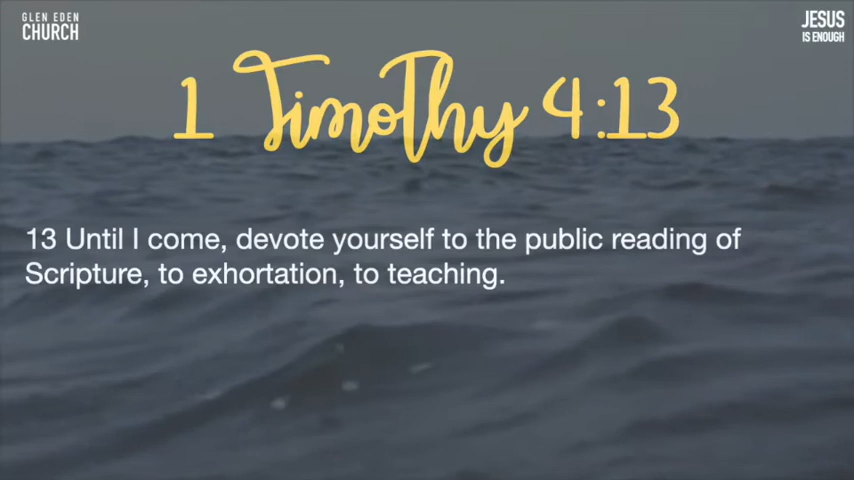 GLEN EDEN
CHURCH
JESUS
IS ENOUGH
1 Timothy 4:13
13 Until I come, devote yourself to the public reading of
Scripture, to exhortation, to teaching.